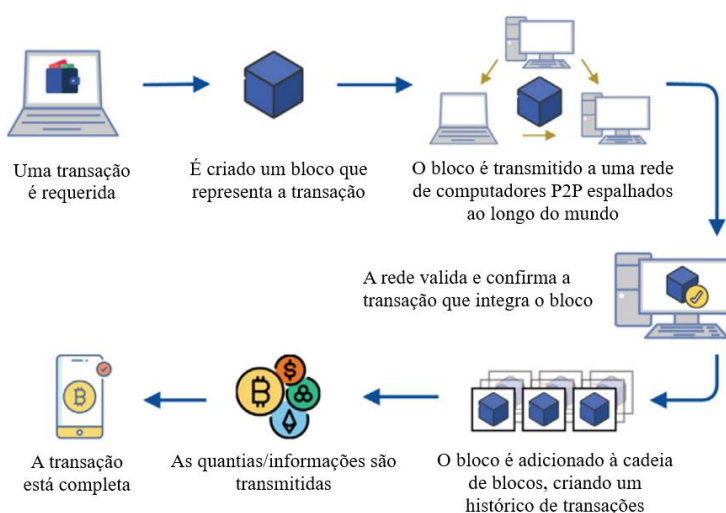 Uma transação
é requerida
É criado um bloco que
representa a transação
O bloco é transmitido a uma rede
de computadores P2P espalhados
ao longo do mundo
A rede valida e confirma a
transação que integra o bloco
O bloco é adicionado à cadeia
de blocos, criando um
histórico de transações
As quantias/informações são
transmitidas
A transação
está completa